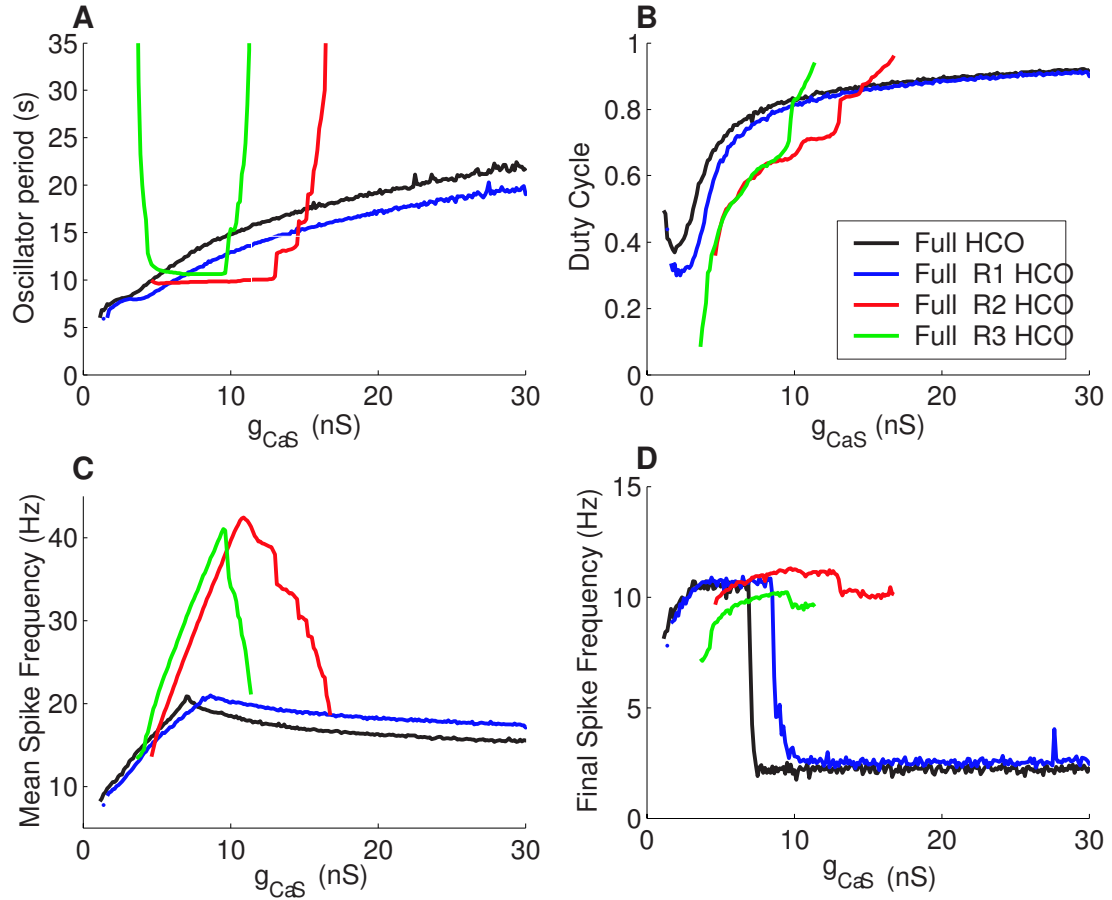 A
35
30
25
20
15
10
5
0
Oscillator period (s)
0
10
20
30
gCaS (nS)
B
1
0.8
0.6
0.4
0.2
0
Duty Cycle
Full HCO
Full R1 HCO
Full R2 HCO
Full R3 HCO
0
10
20
30
gCaS (nS)
C
40
30
20
10
Mean Spike Frequency (Hz)
0
10
20
30
gCaS (nS)
D
15
10
5
0
Final Spike Frequency (Hz)
0
10
20
30
gCaS (nS)